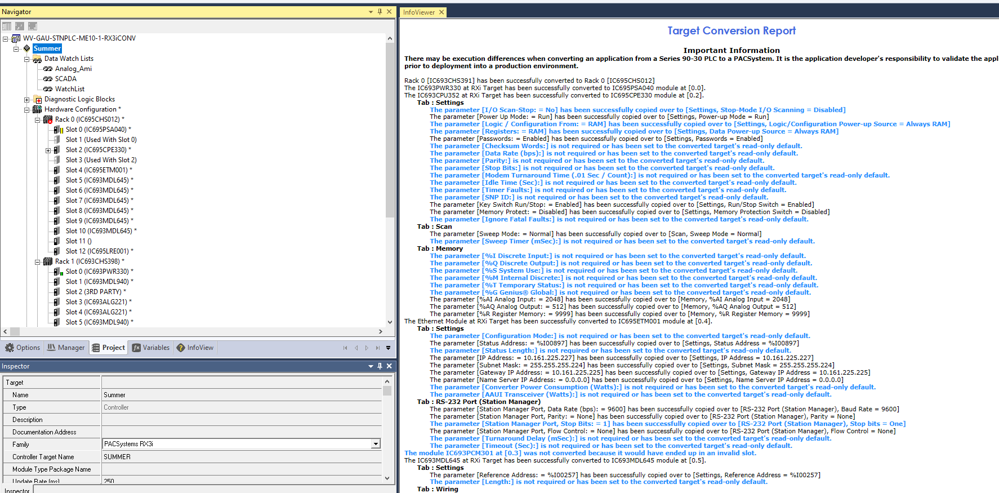 Navigator
WV-GAU-STNPLC-ME10-1-RX3iCONV
Summer
Data Watch Lists
Analog_Ami
SCADA
WatchList
Diagnostic Logic Blocks
Hardware Configuration *
Rack 0 (IC695CHS012) *
Slot 0 (IC695PSA040) *
Slot 1 (Used With Slot 0)
Slot 2 (IC695CPE330) *
Slot 3 (Used With Slot 2)
Slot 4 (IC695ETM001) *
Slot 5 (IC693MDL645) *
Slot 6 (IC693MDL645) *
Slot 7 (IC693MDL645) *
Slot 8 (IC693MDL645) *
Slot 9 (IC693MDL645) *
Slot 10 (IC693MDL645) *
Slot 11 ()
Slot 12 (IC695LRE001) *
Rack 1 (IC693CHS398) *
Slot 0 (IC693PWR330) *
Slot 1 (IC693MDL940) *
Slot 2 (3RD PARTY) *
Slot 3 (IC693ALG221) *
Slot 4 (IC693ALG221) *
Slot 5 (IC693MDL940) *
Options Manager Project Variables InfoView
Inspector
Target
Name Summer
Type Controller
Description
Documentation Address
Family PACSystems RX3i
Controller Target Name SUMMER
Module Type Package Name
Update Rate (ms) 250
Inspector
InfoViewer
Target Conversion Report
Important Information
There may be execution differences when converting an application from a Series 90-30 PLC to a PACSystem. It is the application developer's responsibility to validate the appl
prior to deployment into a production environment.
Rack 0 [IC693CHS391] has been successfully converted to Rack 0 [IC695CHS012]
The IC693PWR330 at RXi Target has been successfully converted to IC695PSA040 module at [0.0].
The IC693CPU352 at RXi Target has been successfully converted to IC695CPE330 module at [0.2].
Tab : Settings
The parameter [I/O Scan-Stop: = No] has been successfully copied over to [Settings, Stop-Mode I/O Scanning = Disabled]
The parameter [Power Up Mode: = Run] has been successfully copied over to [Settings, Power-up Mode = Run]
The parameter [Logic / Configuration From: = RAM] has been successfully copied over to [Settings, Logic/Configuration Power-up Source = Always RAM]
The parameter [Registers: = RAM] has been successfully copied over to [Settings, Data Power-up Source = Always RAM]
The parameter [Passwords: = Enabled] has been successfully copied over to [Settings, Passwords = Enabled]
The parameter [Checksum Words:] is not required or has been set to the converted target's read-only default.
The parameter [Data Rate (bps):] is not required or has been set to the converted target's read-only default.
The parameter [Parity:] is not required or has been set to the converted target's read-only default.
The parameter [Stop Bits:] is not required or has been set to the converted target's read-only default.
The parameter [Modem Turnaround Time (.01 Sec / Count):] is not required or has been set to the converted target's read-only default.
The parameter [Idle Time (Sec):] is not required or has been set to the converted target's read-only default.
The parameter [Timer Faults:] is not required or has been set to the converted target's read-only default.
The parameter [SNP ID:] is not required or has been set to the converted target's read-only default.
The parameter [Key Switch Run/Stop: = Enabled] has been successfully copied over to [Settings, Run/Stop Switch = Enabled]
The parameter [Memory Protect: = Disabled] has been successfully copied over to [Settings, Memory Protection Switch = Disabled]
The parameter [Ignore Fatal Faults:] is not required or has been set to the converted target's read-only default.
Tab : Scan
The parameter [Sweep Mode: = Normal] has been successfully copied over to [Scan, Sweep Mode = Normal]
The parameter [Sweep Timer (mSec):] is not required or has been set to the converted target's read-only default.
Tab : Memory
The parameter [%I Discrete Input:] is not required or has been set to the converted target's read-only default.
The parameter [%Q Discrete Output:] is not required or has been set to the converted target's read-only default.
The parameter [%S System Use:] is not required or has been set to the converted target's read-only default.
The parameter [%M Internal Discrete:] is not required or has been set to the converted target's read-only default.
The parameter [%T Temporary Status:] is not required or has been set to the converted target's read-only default.
The parameter [%G Genius® Global:] is not required or has been set to the converted target's read-only default.
The parameter [%AI Analog Input: = 2048] has been successfully copied over to [Memory, %AI Analog Input = 2048]
The parameter [%AQ Analog Output: = 512] has been successfully copied over to [Memory, %AQ Analog Output = 512]
The parameter [%R Register Memory: = 9999] has been successfully copied over to [Memory, %R Register Memory = 9999]
The Ethernet Module at RXi Target has been successfully converted to IC695ETM001 module at [0.4].
Tab : Settings
The parameter [Configuration Mode:] is not required or has been set to the converted target's read-only default.
The parameter [Status Address: = %I00897] has been successfully copied over to [Settings, Status Address = %I00897]
The parameter [Status Length:] is not required or has been set to the converted target's read-only default.
The parameter [IP Address: = 10.161.225.227] has been successfully copied over to [Settings, IP Address = 10.161.225.227]
The parameter [Subnet Mask: = 255.255.255.224] has been successfully copied over to [Settings, Subnet Mask = 255.255.255.224]
The parameter [Gateway IP Address: = 10.161.225.225] has been successfully copied over to [Settings, Gateway IP Address = 10.161.225.225]
The parameter [Name Server IP Address: = 0.0.0.0] has been successfully copied over to [Settings, Name Server IP Address = 0.0.0.0]
The parameter [Converter Power Consumption (Watts):] is not required or has been set to the converted target's read-only default.
The parameter [AAUI Transceiver (Watts):] is not required or has been set to the converted target's read-only default.
Tab : RS-232 Port (Station Manager)
The parameter [Station Manager Port, Data Rate (bps): = 9600] has been successfully copied over to [RS-232 Port (Station Manager), Baud Rate = 9600]
The parameter [Station Manager Port, Parity: = None] has been successfully copied over to [RS-232 Port (Station Manager), Parity = None]
The parameter [Station Manager Port, Stop Bits: = 1] has been successfully copied over to [RS-232 Port (Station Manager), Stop bits = One]
The parameter [Station Manager Port, Flow Control: = None] has been successfully copied over to [RS-232 Port (Station Manager), Flow Control = None]
The parameter [Turnaround Delay (mSec):] is not required or has been set to the converted target's read-only default.
The parameter [Timeout (Sec):] is not required or has been set to the converted target's read-only default.
The module IC693PCM301 at [0.3] was not converted because it would have ended up in an invalid slot.
The IC693MDL645 at RXi Target has been successfully converted to IC693MDL645 module at [0.5].
Tab : Settings
The parameter [Reference Address: = %I00257] has been successfully copied over to [Settings, Reference Address = %I00257]
The parameter [Length:] is not required or has been set to the converted target's read-only default.
Tab : Wiring